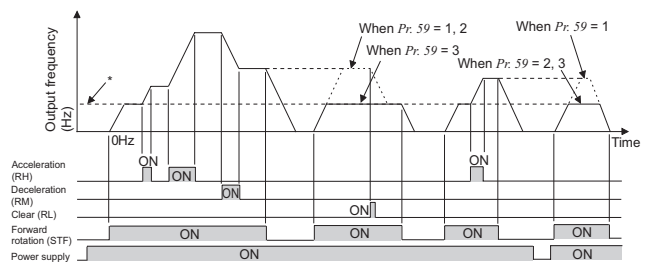 When Pr. 59 = 1, 2
When Pr. 59 = 1
When Pr. 59 = 3
When Pr. 59 = 2, 3
*
Output frequency
(Hz)
0Hz
Time
Acceleration
(RH)
ON
ON
ON
Deceleration
(RM)
ON
Clear (RL)
ON
Forward
rotation (STF)
ON
ON
ON
ON
Power supply
ON
ON